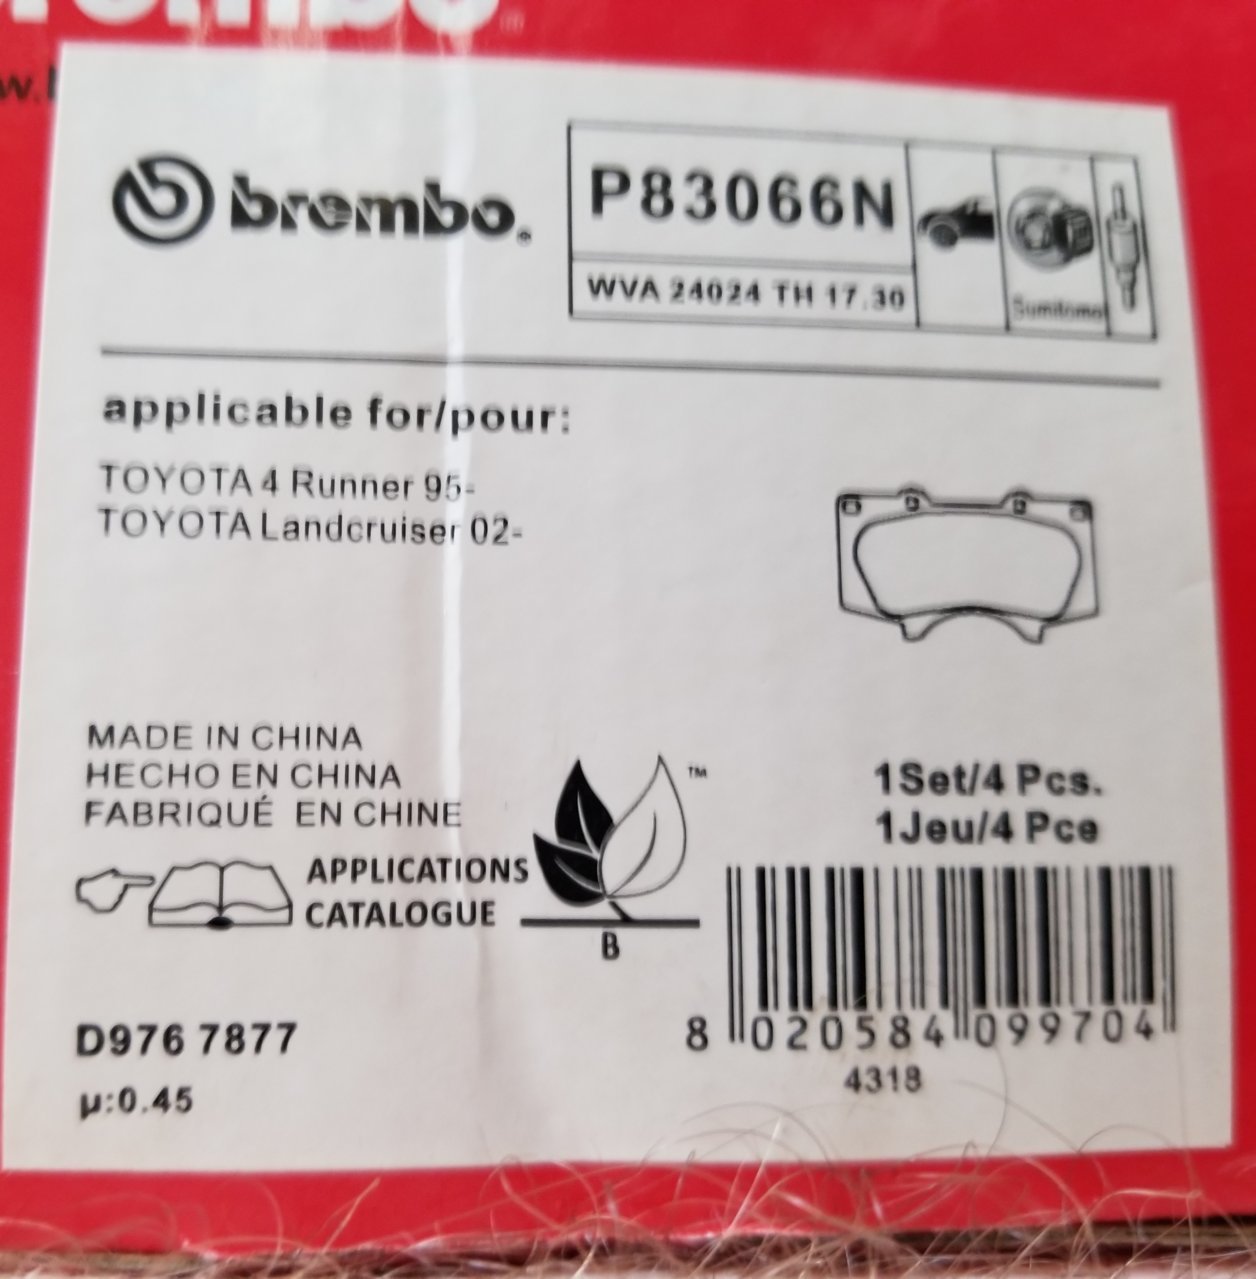 brembo
brembo®
P83066N
WVA 24024 TH 17.30
Sumitomo
applicable for/pour:
TOYOTA 4 Runner 95-
TOYOTA Landcruiser 02-
MADE IN CHINA
HECHO EN CHINA
FABRIQUÉ EN CHINE
TM
1Set/4 Pcs.
1Jeu/4 Pce
APPLICATIONS
CATALOGUE
B
D976 7877
µ:0.45
8 020584 099704
4318